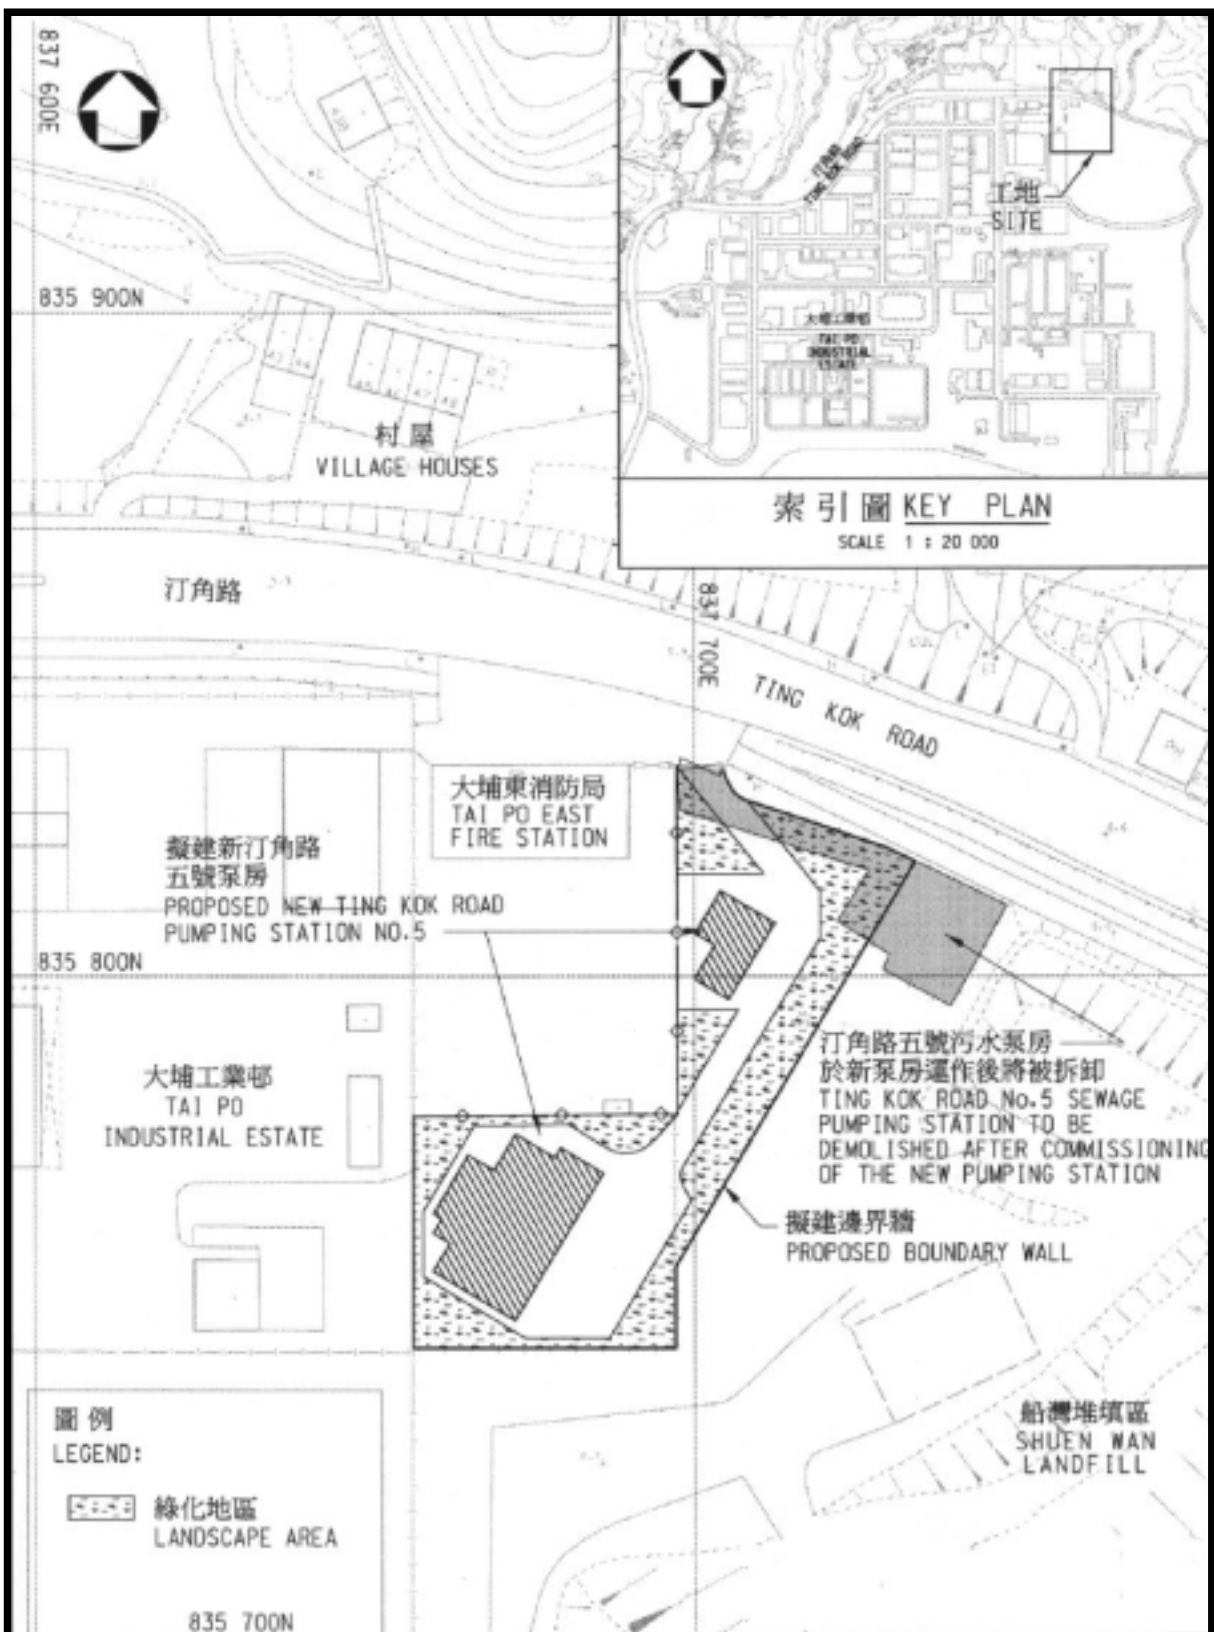 837 600E
835 900N
村屋
VILLAGE HOUSES
汀角路
TING KOK ROAD
工地
SITE
大埔工業邨
TAI PO
INDUSTRIAL
ESTATE
索引圖 KEY PLAN
SCALE 1 : 20 000
汀角路
837 700E
TING KOK ROAD
大埔東消防局
TAI PO EAST
FIRE STATION
擬建新汀角路
五號泵房
PROPOSED NEW TING KOK ROAD
PUMPING STATION NO.5
835 800N
大埔工業邨
TAI PO
INDUSTRIAL ESTATE
汀角路五號污水泵房
於新泵房運作後將被拆卸
TING KOK ROAD No.5 SEWAGE
PUMPING STATION TO BE
DEMOLISHED AFTER COMMISSIONING
OF THE NEW PUMPING STATION
擬建邊界牆
PROPOSED BOUNDARY WALL
船灣堆填區
SHUEN WAN
LANDFILL
圖例
LEGEND:
綠化地區
LANDSCAPE AREA
835 700N